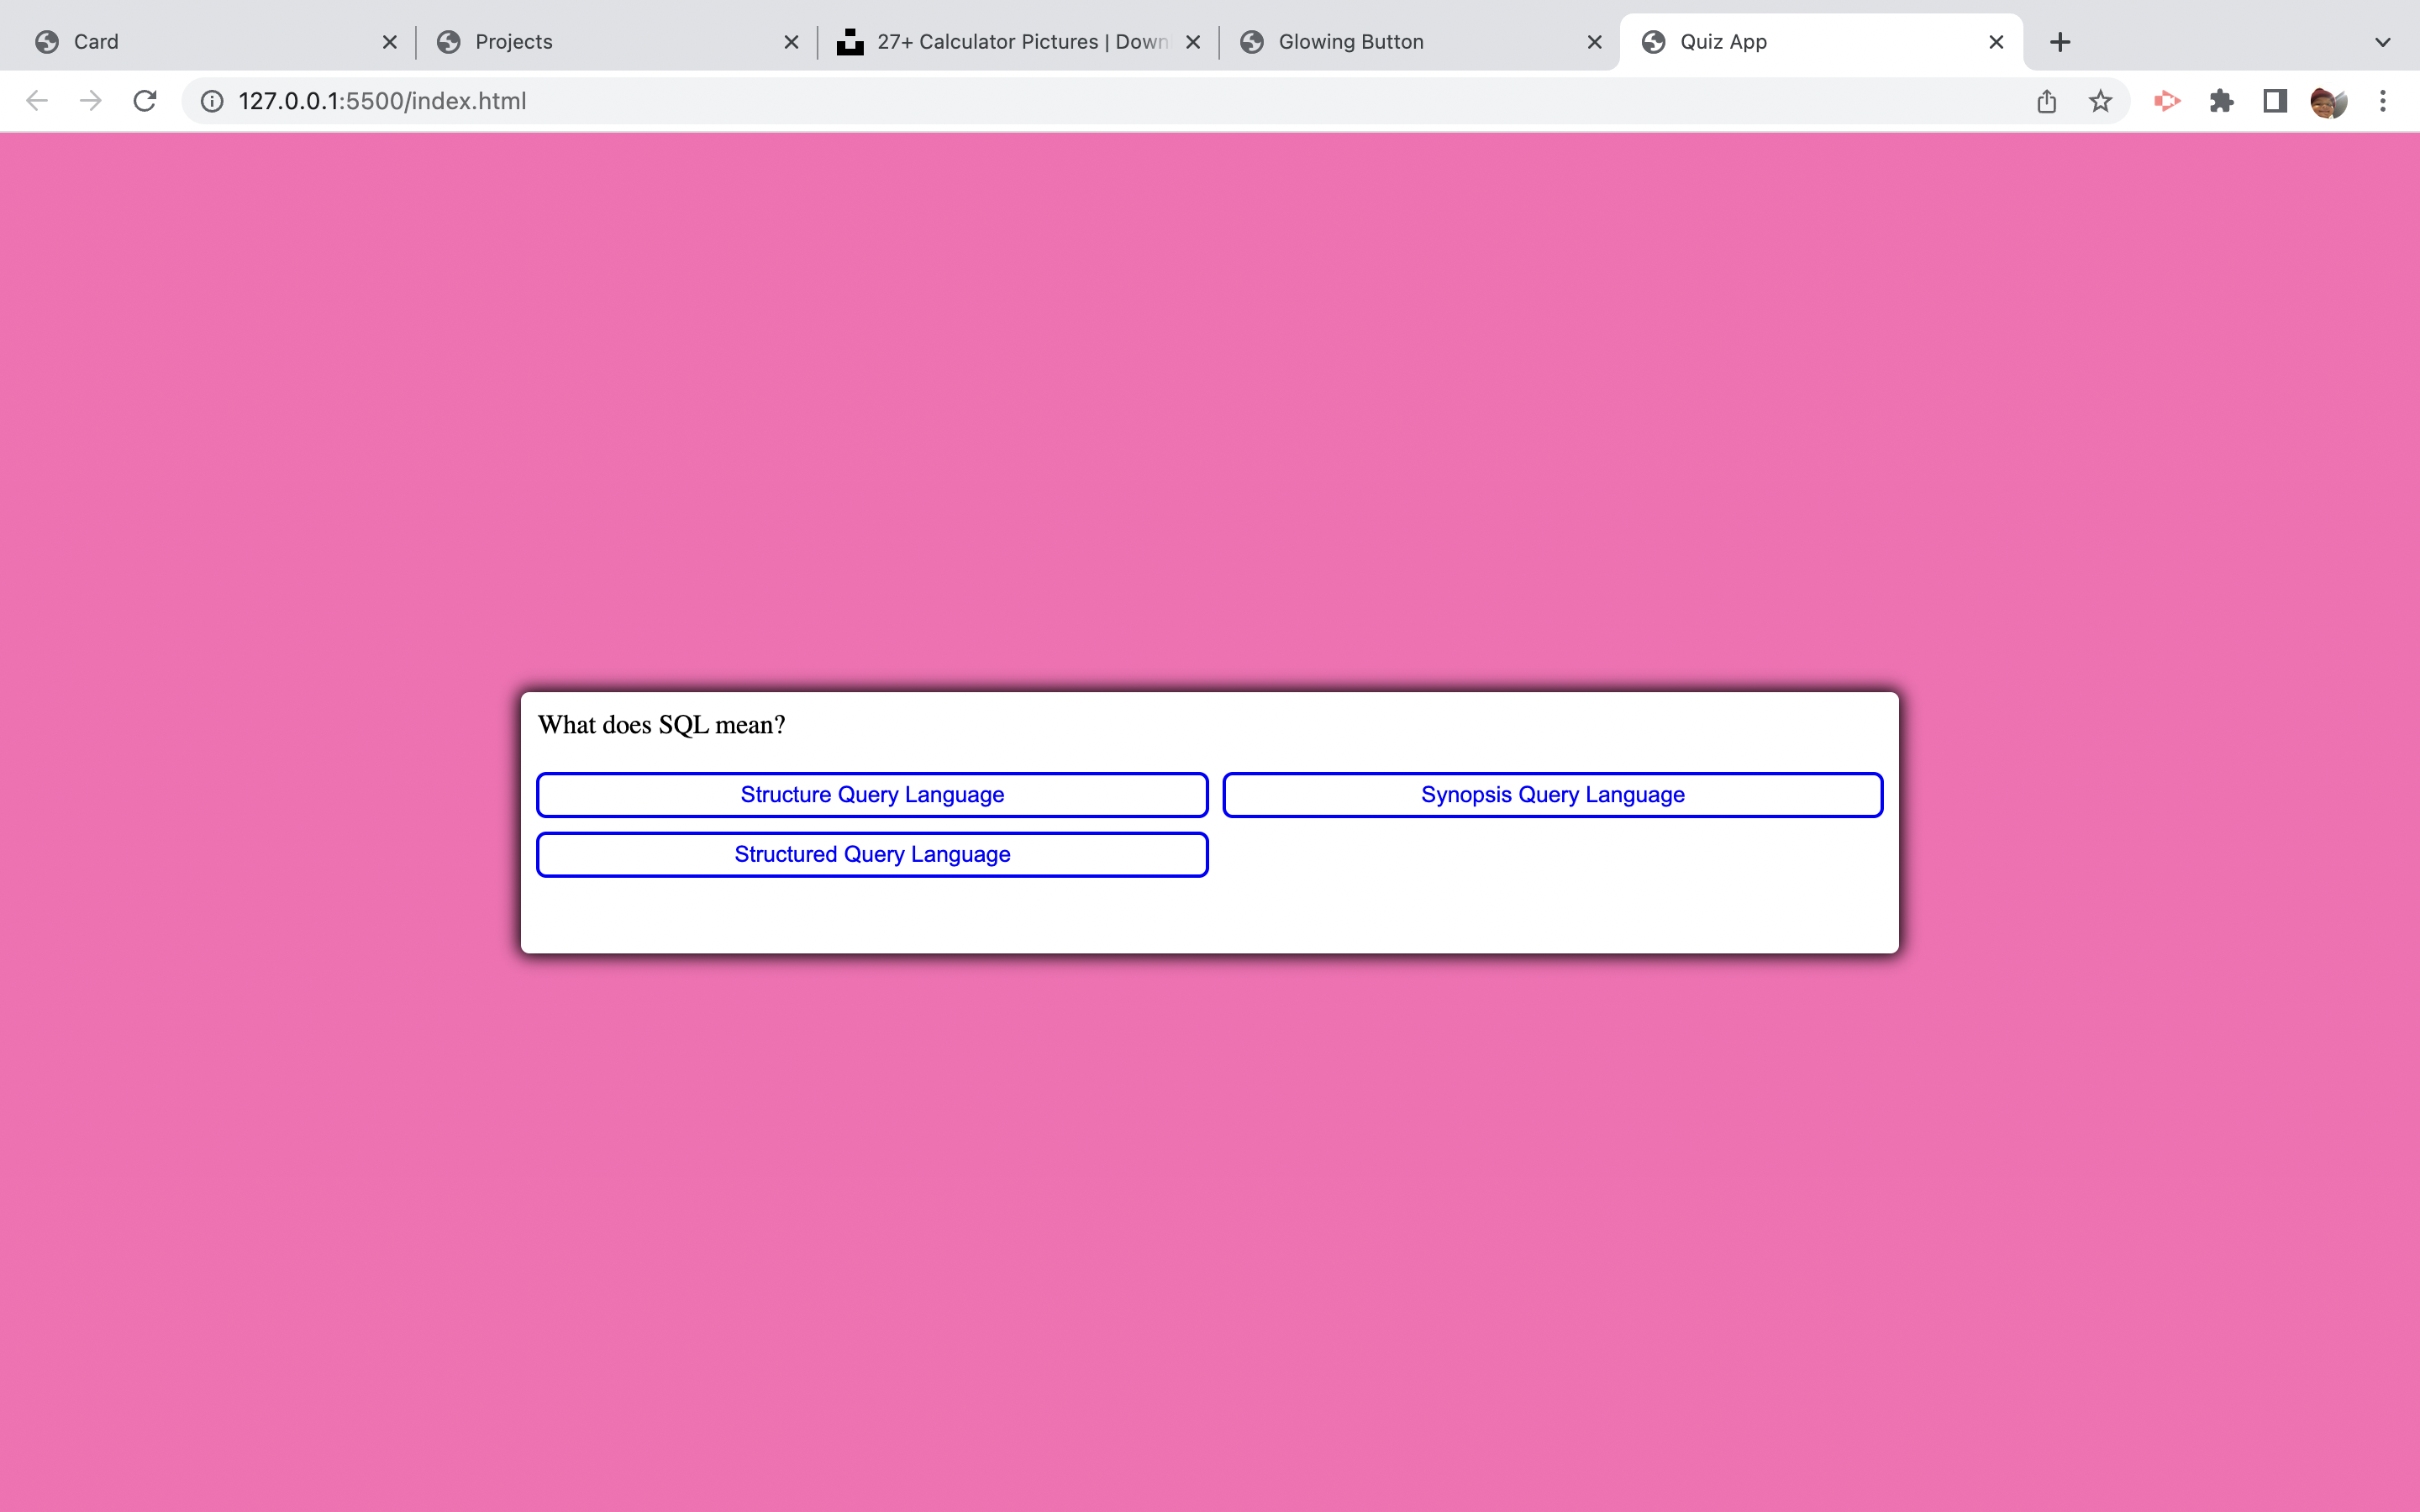 Card
Projects
27+ Calculator Pictures | Down
Glowing Button
Quiz App
127.0.0.1:5500/index.html
What does SQL mean?
Structure Query Language
Synopsis Query Language
Structured Query Language